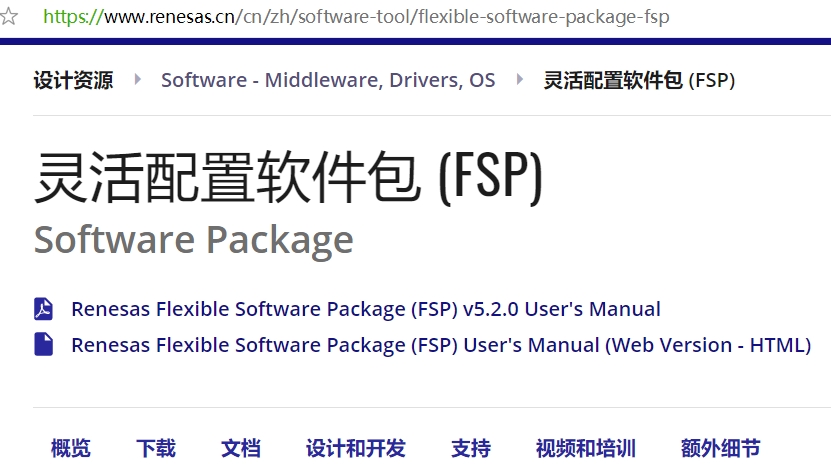 https://www.renesas.cn/cn/zh/software-tool/flexible-software-package-fsp
设计资源 Software - Middleware, Drivers, OS 灵活配置软件包 (FSP)
灵活配置软件包 (FSP)
Software Package
Renesas Flexible Software Package (FSP) v5.2.0 User's Manual
Renesas Flexible Software Package (FSP) User's Manual (Web Version - HTML)
概览 下载 文档 设计和开发 支持 视频和培训 额外细节